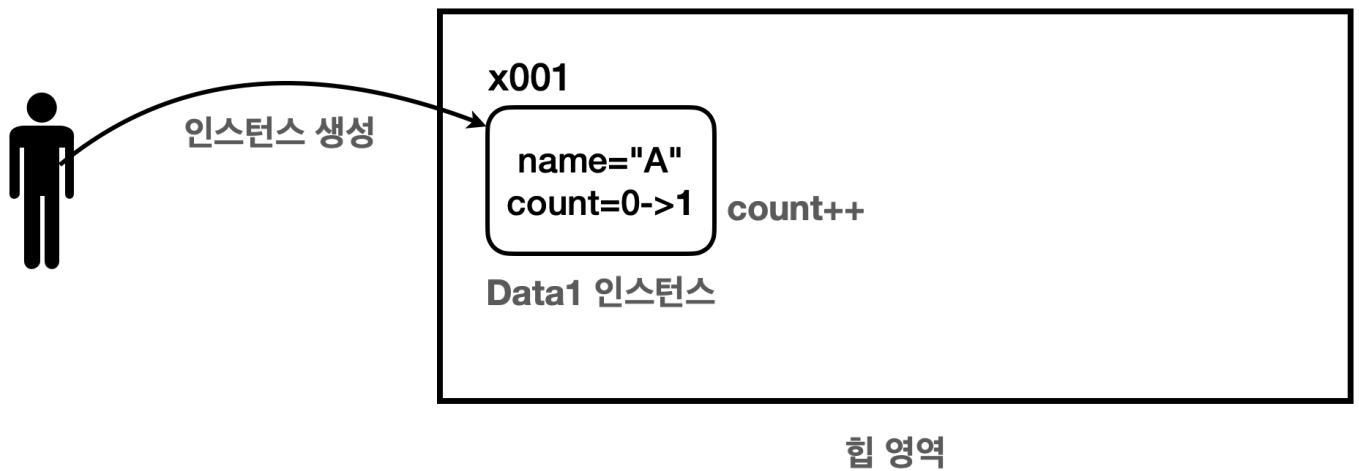 x001
인스턴스 생성
name="A"
count=0->1
count++
Data1 인스턴스
힙 영역